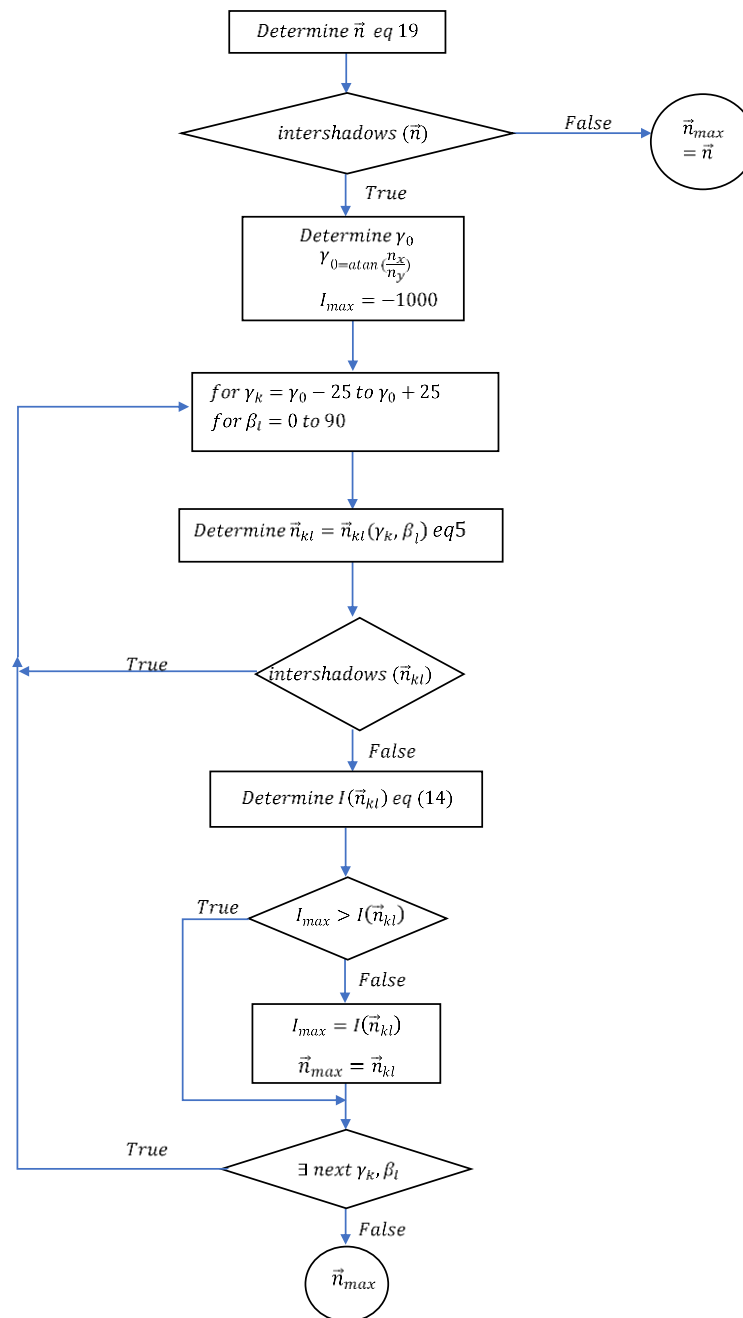 Determine n⃗ eq 19
intershadows (n⃗)
False
n⃗max
= n⃗
True
Determine γ0
γ0=atan(nx/ny)
Imax = −1000
for γk = γ0 − 25 to γ0 + 25
for βl = 0 to 90
Determine n⃗kl = n⃗kl(γk, βl) eq5
True
intershadows (n⃗kl)
False
Determine I(n⃗kl) eq (14)
True
Imax > I(n⃗kl)
False
Imax = I(n⃗kl)
n⃗max = n⃗kl
True
∃ next γk, βl
False
n⃗max